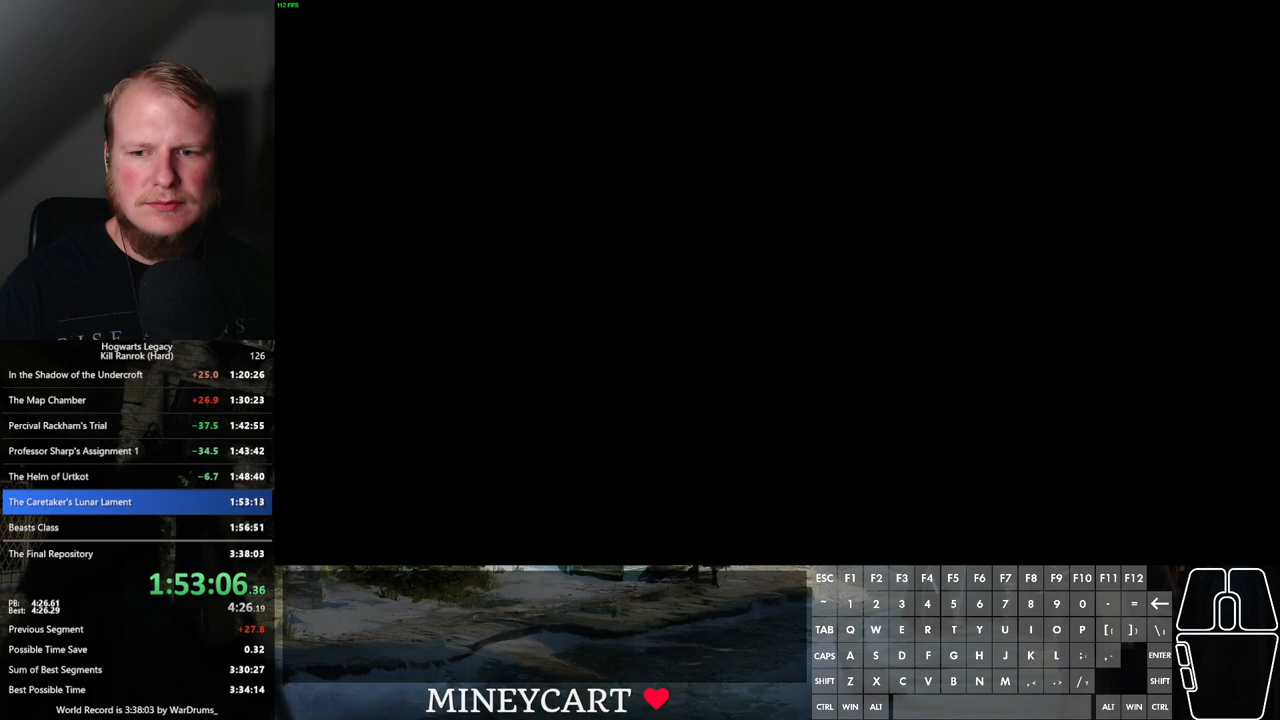 112 FPS
Hogwarts Legacy
Kill Ranrok (Hard) 126
In the Shadow of the Undercroft +25.0 1:20:26
The Map Chamber +26.9 1:30:23
Percival Rackham's Trial −37.5 1:42:55
Professor Sharp's Assignment 1 −34.5 1:43:42
The Helm of Urtkot −6.7 1:48:40
The Caretaker's Lunar Lament 1:53:13
Beasts Class 1:56:51
The Final Repository 3:38:03
1:53:06.36
PB: 4:26.61
Best: 4:26.29
4:26.19
Previous Segment +27.8
Possible Time Save 0.32
Sum of Best Segments 3:30:27
Best Possible Time 3:34:14
World Record is 3:38:03 by WarDrums_
MINEYCART
ESC F1 F2 F3 F4 F5 F6 F7 F8 F9 F10 F11 F12
~ 1 2 3 4 5 6 7 8 9 0 - = ←
TAB Q W E R T Y U I O P [{ ]} \|
CAPS A S D F G H J K L ;: ENTER
SHIFT Z X C V B N M ,< .> /? SHIFT
CTRL WIN ALT ALT WIN CTRL